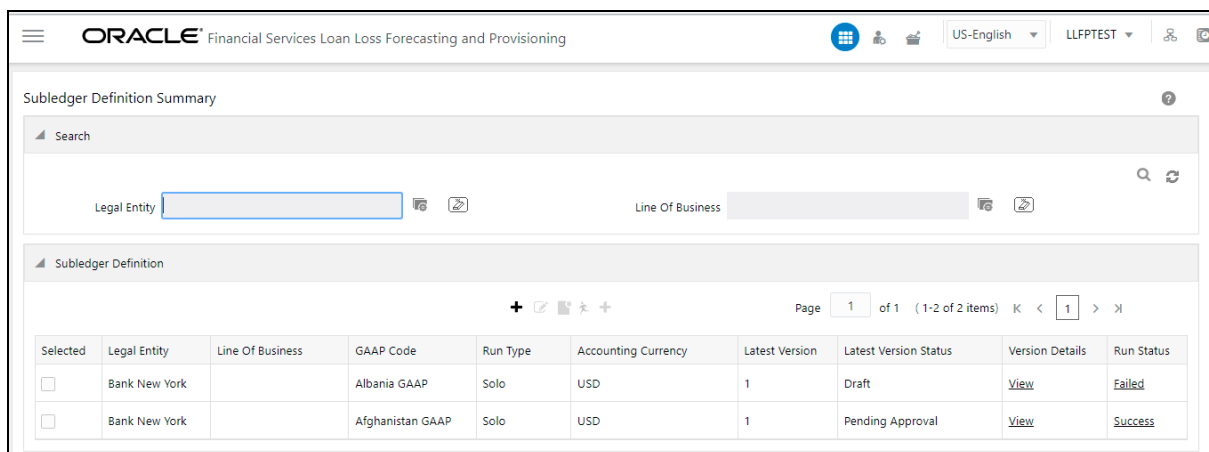 ORACLE® Financial Services Loan Loss Forecasting and Provisioning US-English LLFPTEST
Subledger Definition Summary
Search
Legal Entity Line Of Business
Subledger Definition
Page 1 of 1 (1-2 of 2 items) 1
Selected Legal Entity Line Of Business GAAP Code Run Type Accounting Currency Latest Version Latest Version Status Version Details Run Status
Bank New York Albania GAAP Solo USD 1 Draft View Failed
Bank New York Afghanistan GAAP Solo USD 1 Pending Approval View Success